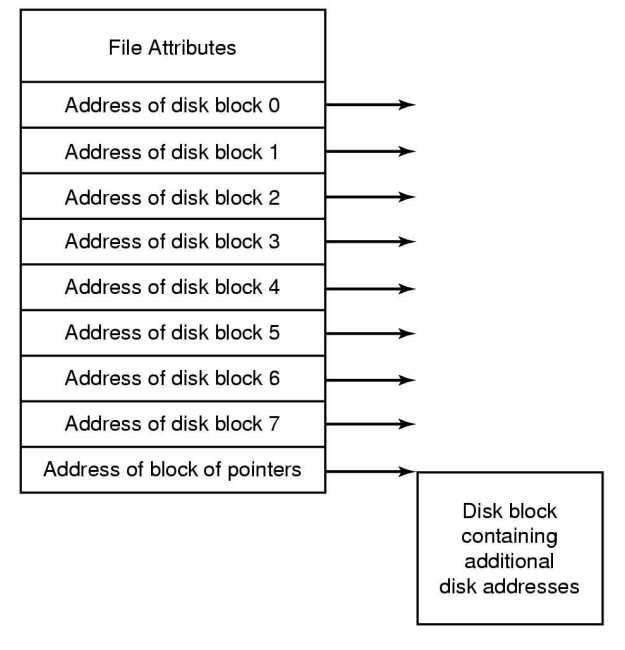 File Attributes
Address of disk block 0
Address of disk block 1
Address of disk block 2
Address of disk block 3
Address of disk block 4
Address of disk block 5
Address of disk block 6
Address of disk block 7
Address of block of pointers
Disk block
containing
additional
disk addresses